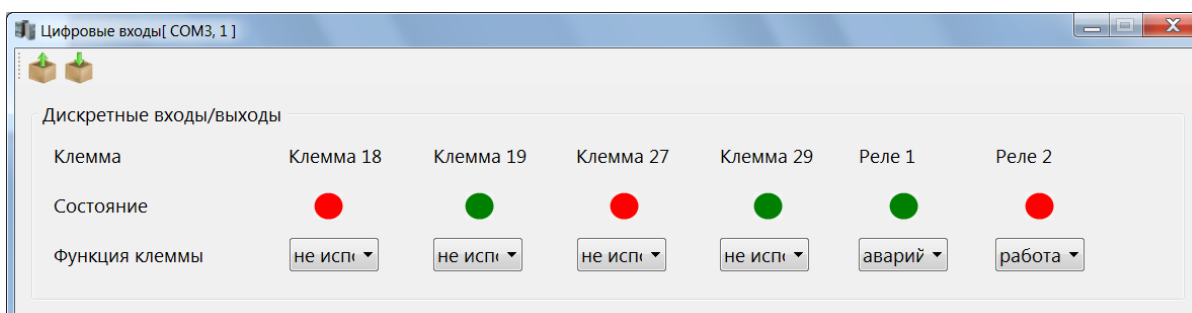 Цифровые входы[ COM3, 1 ]
Дискретные входы/выходы
Клемма Клемма 18 Клемма 19 Клемма 27 Клемма 29 Реле 1 Реле 2
Состояние
Функция клеммы не испо не испо не испо не испо аварий работа